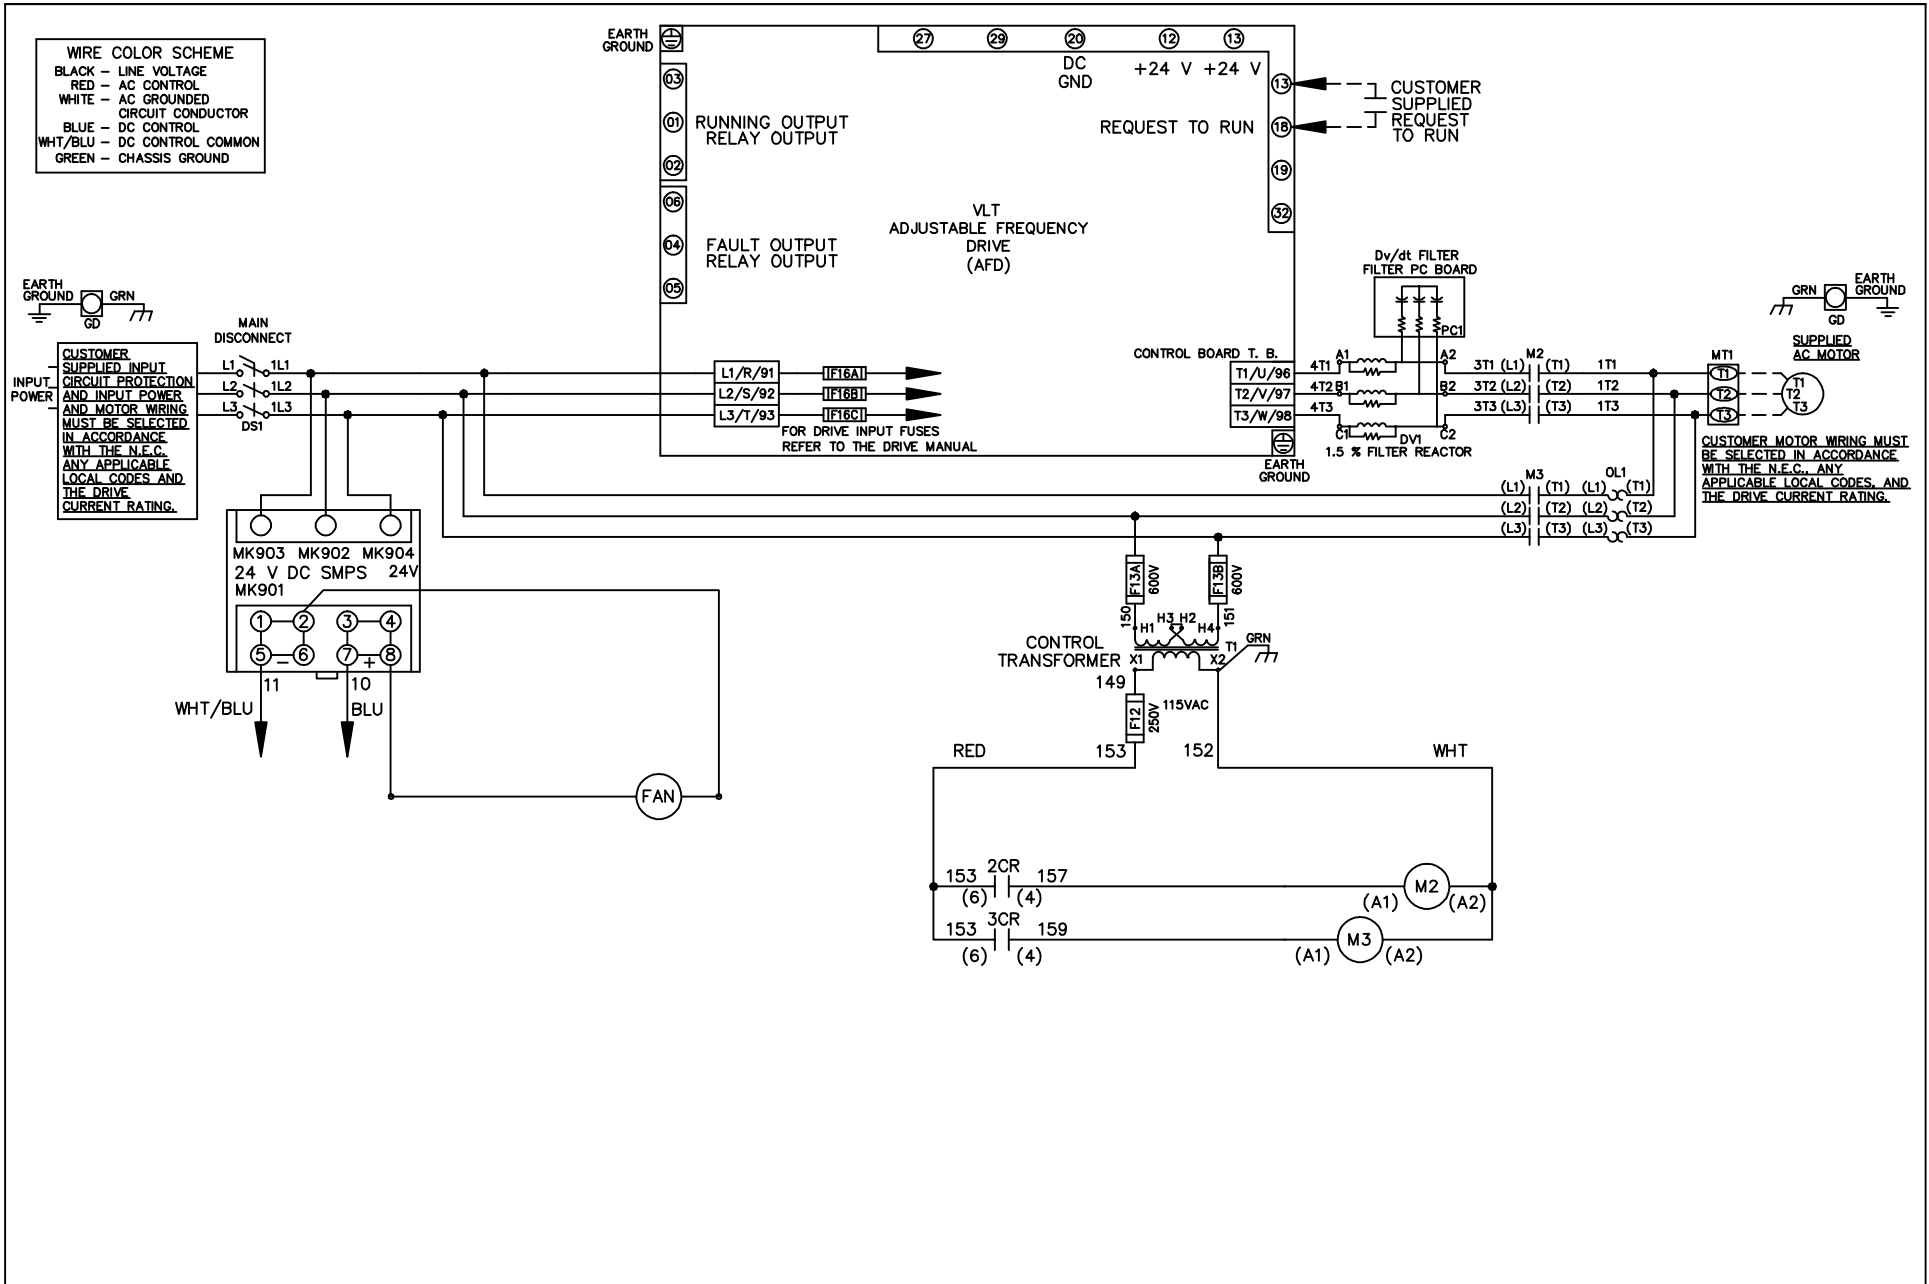 WIRE COLOR SCHEME
BLACK – LINE VOLTAGE
RED – AC CONTROL
WHITE – AC GROUNDED
CIRCUIT CONDUCTOR
BLUE – DC CONTROL
WHT/BLU – DC CONTROL COMMON
GREEN – CHASSIS GROUND
EARTH
GROUND
03
01
02
RUNNING OUTPUT
RELAY OUTPUT
06
04
05
FAULT OUTPUT
RELAY OUTPUT
27 29 20 12 13
DC
GND
+24 V +24 V
13
REQUEST TO RUN 18
19
32
CUSTOMER
SUPPLIED
REQUEST
TO RUN
VLT
ADJUSTABLE FREQUENCY
DRIVE
(AFD)
Dv/dt FILTER
FILTER PC BOARD
PC1
EARTH
GROUND
GRN
GD
MAIN
DISCONNECT
INPUT
POWER
CUSTOMER
SUPPLIED INPUT
CIRCUIT PROTECTION
AND INPUT POWER
AND MOTOR WIRING
MUST BE SELECTED
IN ACCORDANCE
WITH THE N.E.C.
ANY APPLICABLE
LOCAL CODES AND
THE DRIVE
CURRENT RATING.
L1 1L1
L2 1L2
L3 1L3
DS1
L1/R/91 F16A
L2/S/92 F16B
L3/T/93 F16C
FOR DRIVE INPUT FUSES
REFER TO THE DRIVE MANUAL
CONTROL BOARD T. B.
T1/U/96
T2/V/97
T3/W/98
EARTH
GROUND
4T1 A1 A2
4T2 B1 B2
4T3
C1 C2
DV1
1.5 % FILTER REACTOR
M2
3T1 (L1) (T1) 1T1
3T2 (L2) (T2) 1T2
3T3 (L3) (T3) 1T3
MT1
T1
T2
T3
T1
T2
T3
GRN
EARTH
GROUND
GD
SUPPLIED
AC MOTOR
CUSTOMER MOTOR WIRING MUST
BE SELECTED IN ACCORDANCE
WITH THE N.E.C., ANY
APPLICABLE LOCAL CODES, AND
THE DRIVE CURRENT RATING.
M3 OL1
(L1) (T1) (L1) (T1)
(L2) (T2) (L2) (T2)
(L3) (T3) (L3) (T3)
MK903 MK902 MK904
24 V DC SMPS 24V
MK901
1 2 3 4
5 – 6 7 + 8
11 10
WHT/BLU BLU
FAN
F13A
600V
F13B
600V
150
151
H1 H3 H2 H4
CONTROL
TRANSFORMER
T1
GRN
X1 X2
149
F12
250V
115VAC
RED 153 152 WHT
2CR
153 157
(6) (4)
M2
(A1) (A2)
3CR
153 159
(6) (4)
M3
(A1) (A2)